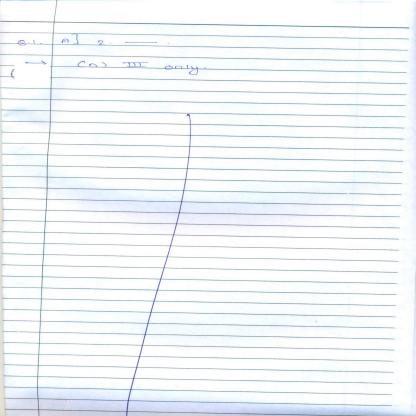 Q.1. A] 2 —
→ (a) III only.